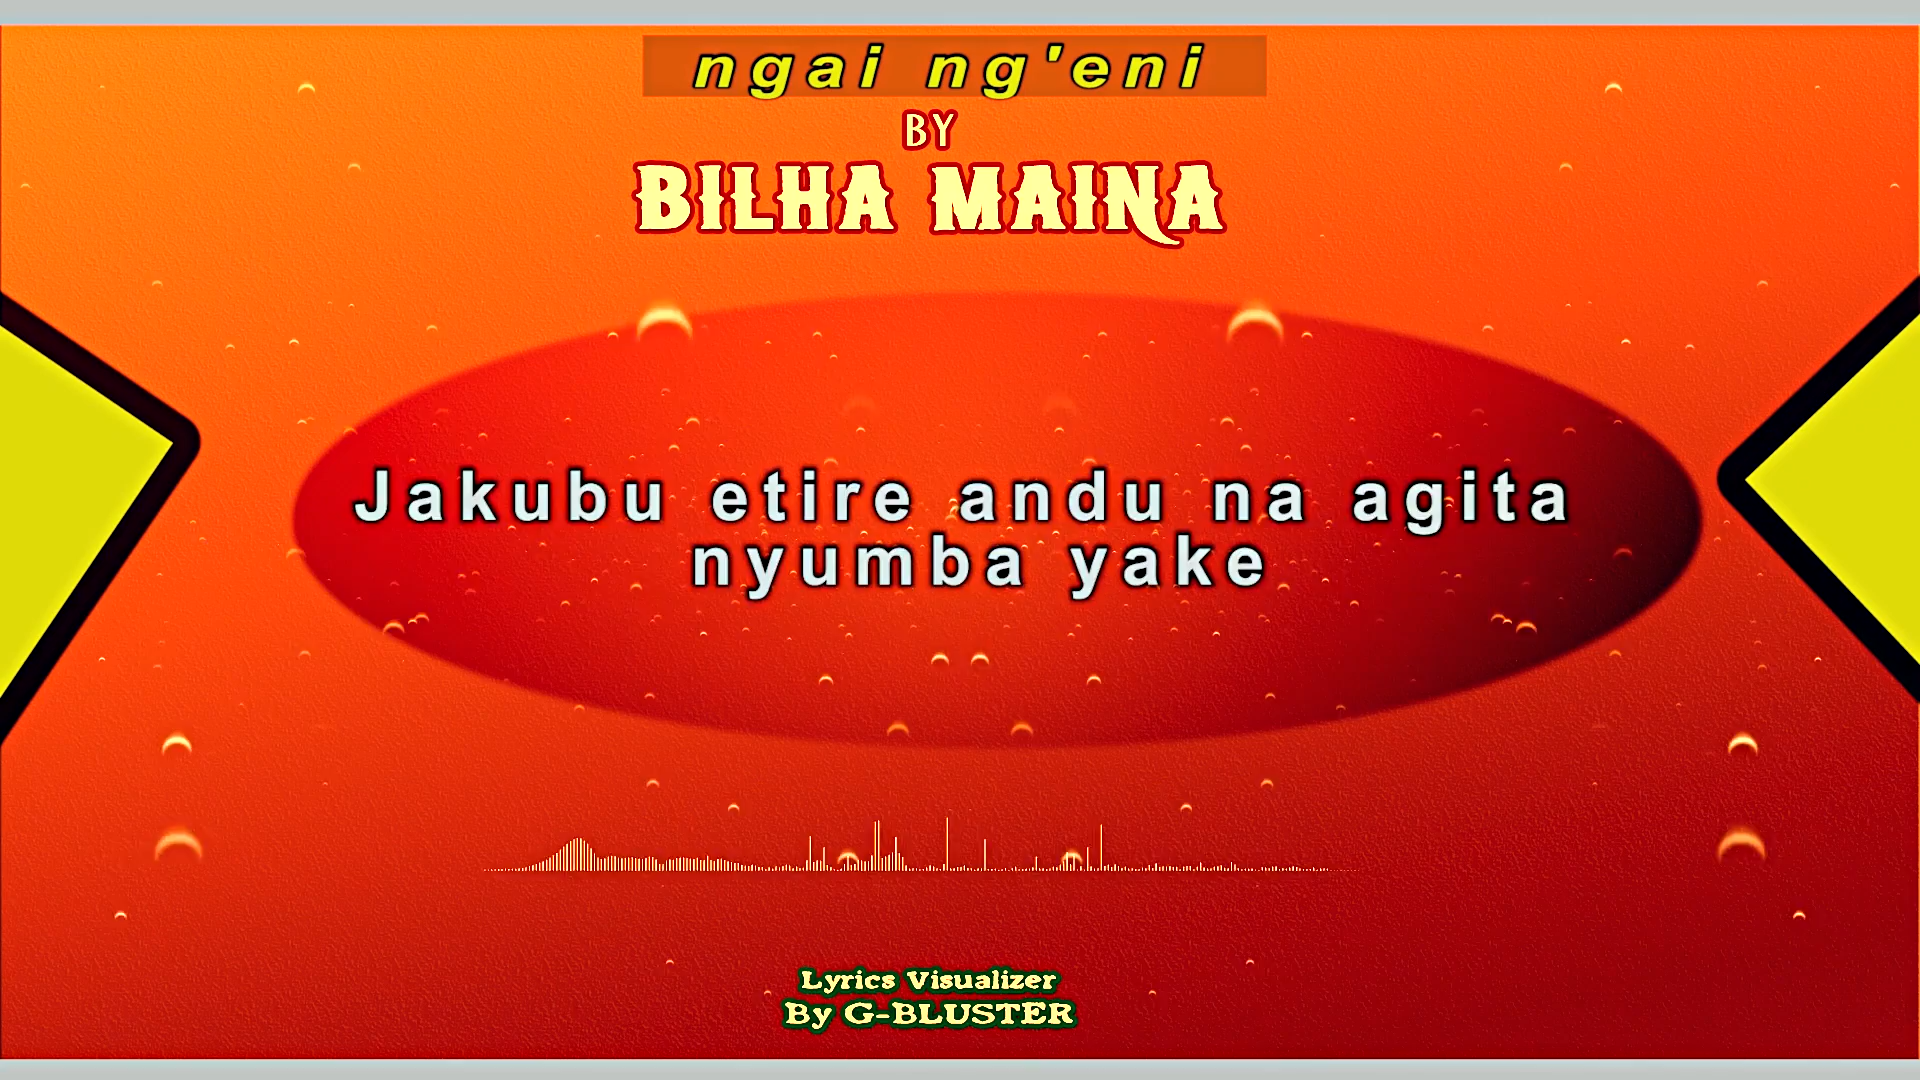 ngai ng'eni
BY
BILHA MAINA
Jakubu etire andu na agita
nyumba yake
Lyrics Visualizer
By G-BLUSTER